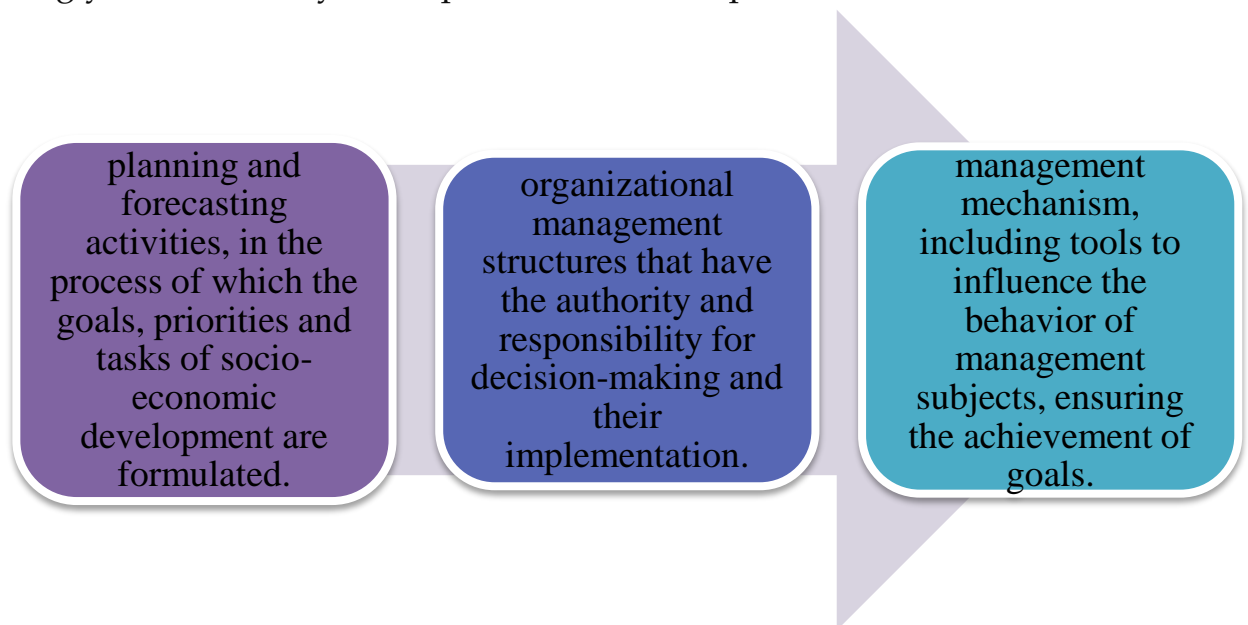 planning and
forecasting
activities, in the
process of which the
goals, priorities and
tasks of socio-
economic
development are
formulated.
organizational
management
structures that have
the authority and
responsibility for
decision-making and
their
implementation.
management
mechanism,
including tools to
influence the
behavior of
management
subjects, ensuring
the achievement of
goals.